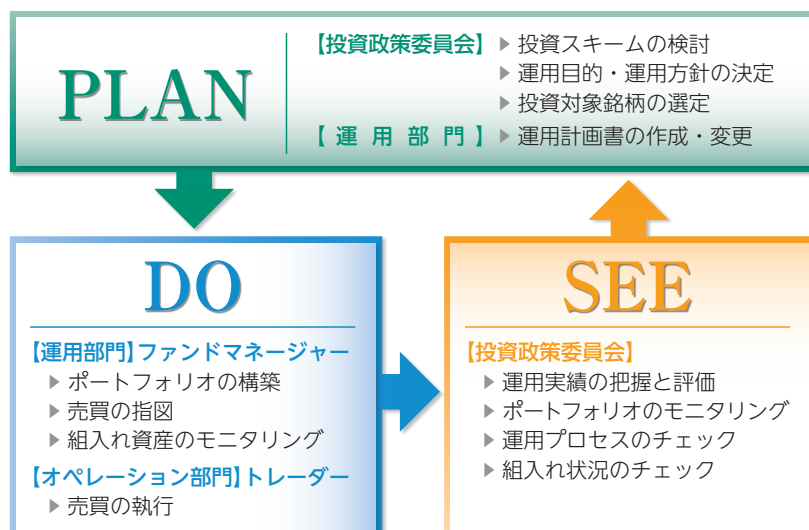 PLAN
【投資政策委員会】▶ 投資スキームの検討
▶ 運用目的・運用方針の決定
▶ 投資対象銘柄の選定
【 運 用 部 門 】▶ 運用計画書の作成・変更
DO
【運用部門】ファンドマネージャー
▶ ポートフォリオの構築
▶ 売買の指図
▶ 組入れ資産のモニタリング
【オペレーション部門】トレーダー
▶ 売買の執行
SEE
【投資政策委員会】
▶ 運用実績の把握と評価
▶ ポートフォリオのモニタリング
▶ 運用プロセスのチェック
▶ 組入れ状況のチェック